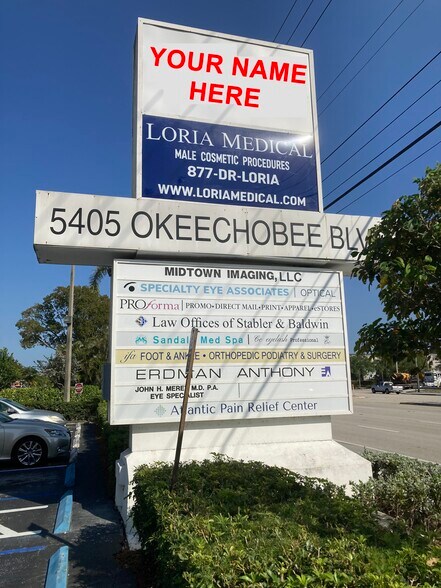 YOUR NAME
HERE
LORIA MEDICAL
MALE COSMETIC PROCEDURES
877-DR-LORIA
WWW.LORIAMEDICAL.COM
5405 OKEECHOBEE BLV
MIDTOWN IMAGING, LLC
SPECIALTY EYE ASSOCIATES | OPTICAL
PROforma | PROMO•DIRECT MAIL•PRINT•APPAREL•STORES
Law Offices of Stabler & Baldwin
Sandals Med Spa
FOOT & ANKLE • ORTHOPEDIC PODIATRY & SURGERY
ERDMAN ANTHONY
JOHN H. MERE M.D. P.A.
EYE SPECIALIST
Atlantic Pain Relief Center